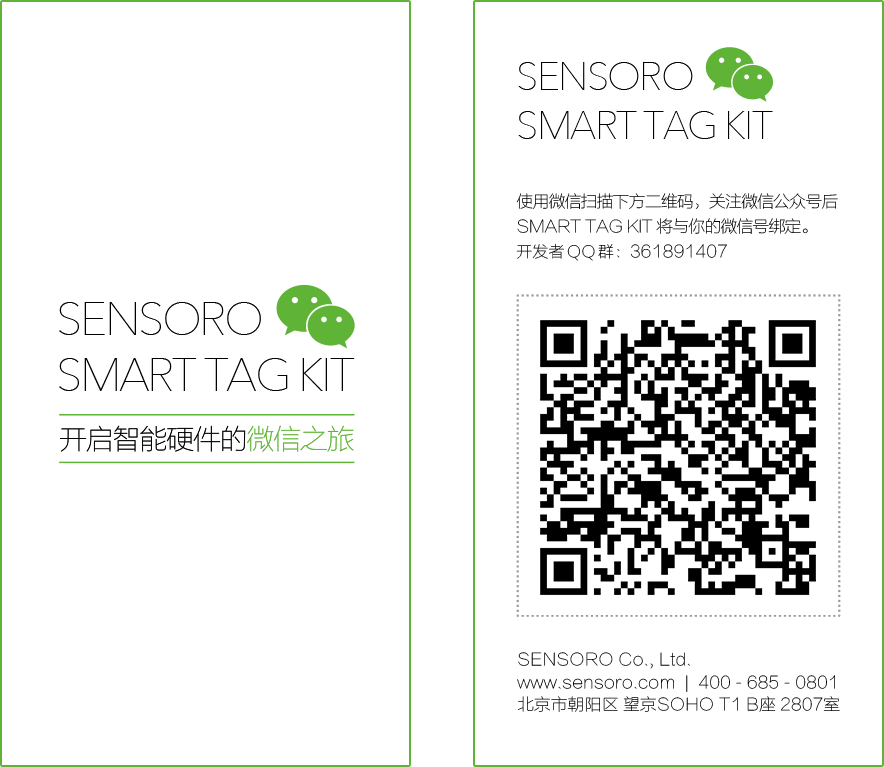 SENSORO
SMART TAG KIT
开启智能硬件的微信之旅
SENSORO
SMART TAG KIT
使用微信扫描下方二维码，关注微信公众号后
SMART TAG KIT 将与你的微信号绑定。
开发者QQ群：361891407
SENSORO Co., Ltd.
www.sensoro.com | 400 - 685 - 0801
北京市朝阳区 望京SOHO T1 B座 2807室